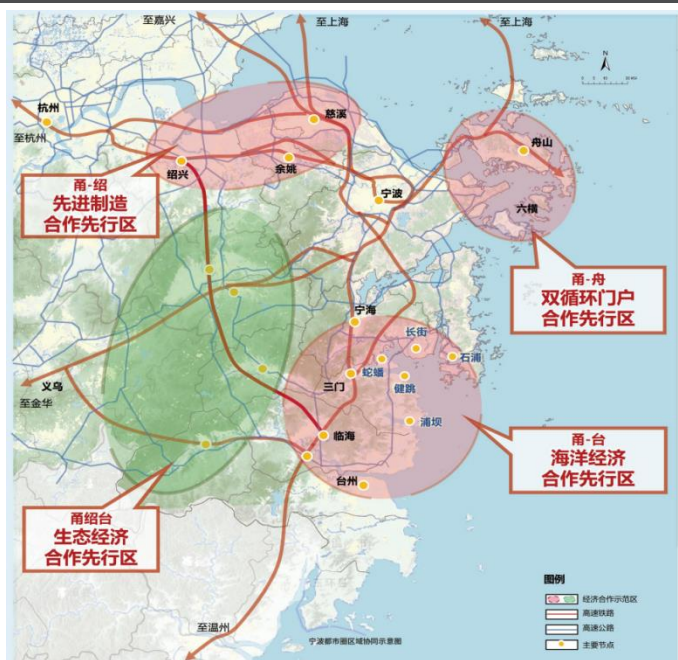 至嘉兴
至上海
至上海
N
杭州
至杭州
慈溪
绍兴
余姚
宁波
舟山
六横
甬-绍
先进制造
合作先行区
甬-舟
双循环门户
合作先行区
宁海
长街
石浦
蛇蟠
三门
健跳
浦坝
义乌
至金华
临海
台州
甬-台
海洋经济
合作先行区
甬绍台
生态经济
合作先行区
至温州
宁波都市圈区域协同示意图
图例
经济合作示范区
高速铁路
高速公路
主要节点